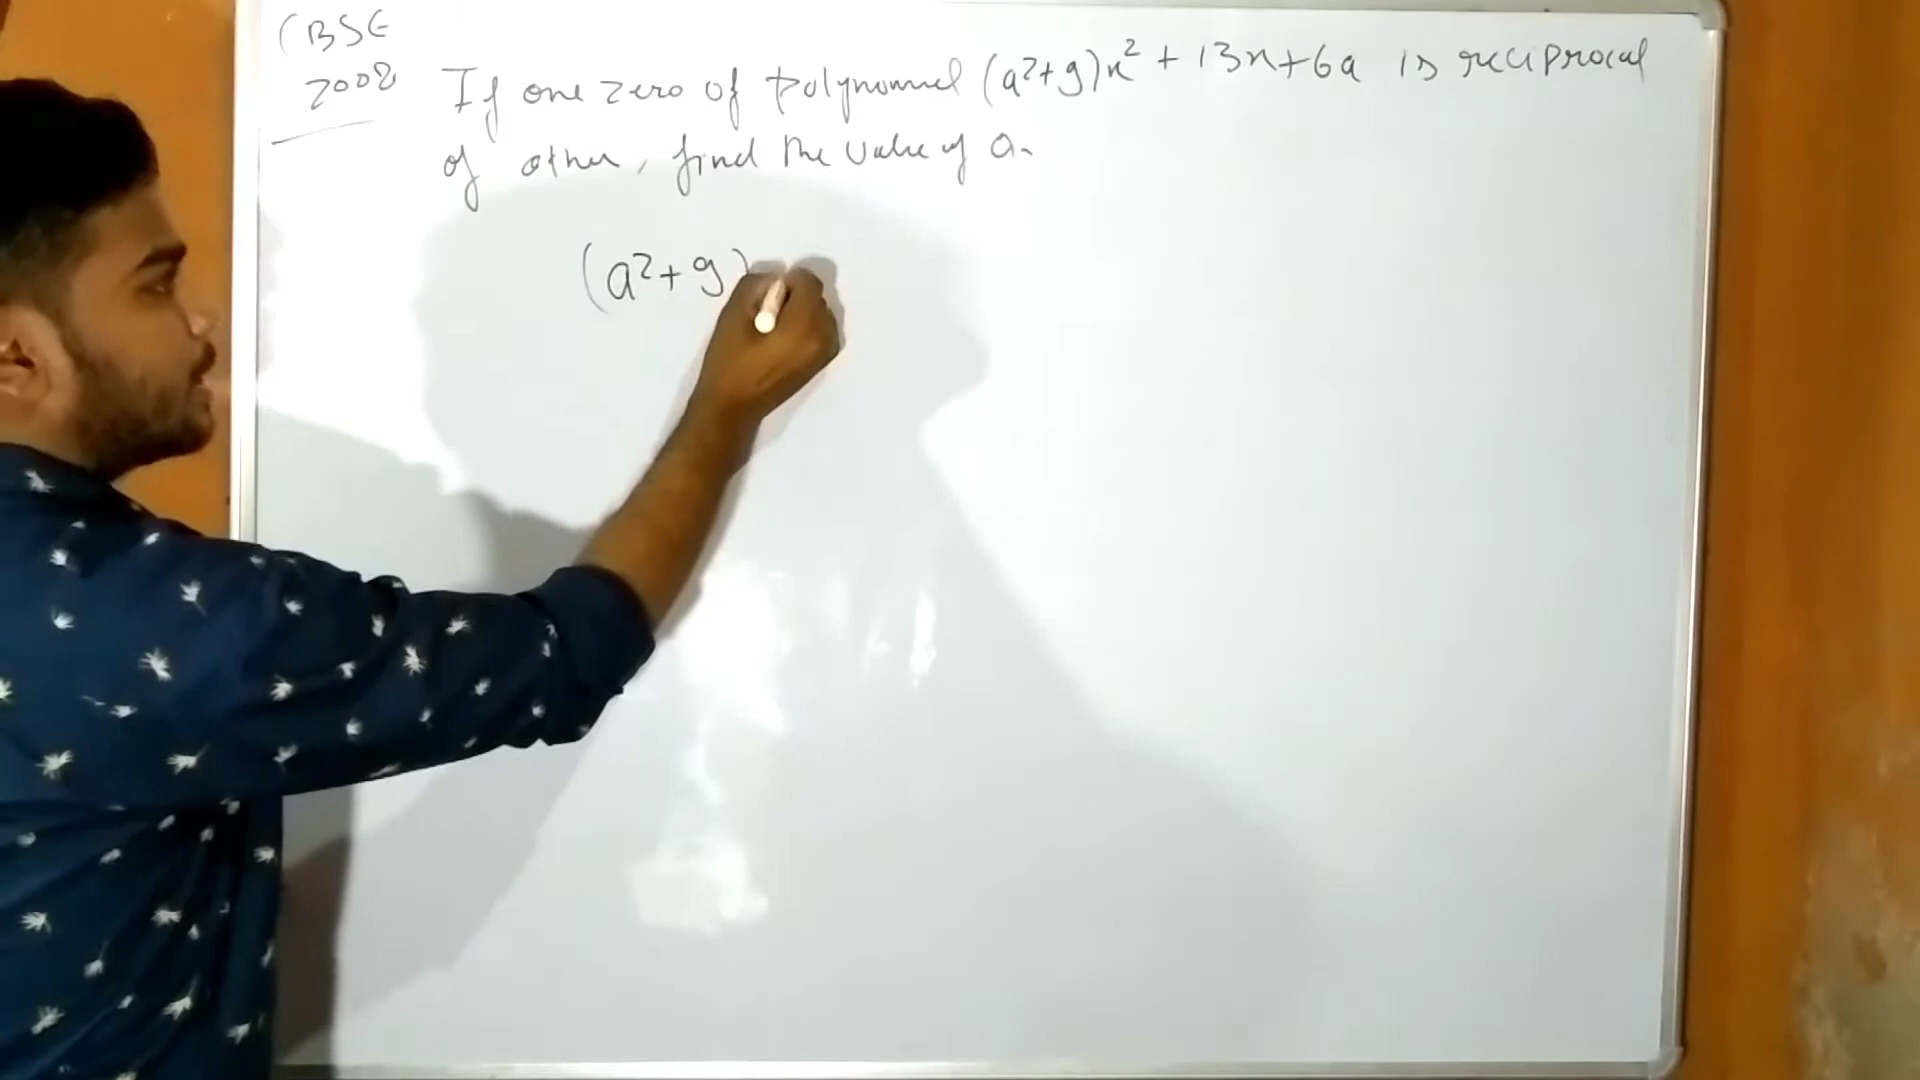 CBSE
2008
If one zero of polynomial (a²+9)x² + 13x+6a is reciprocal
of other, find the value of a.
(a²+9)